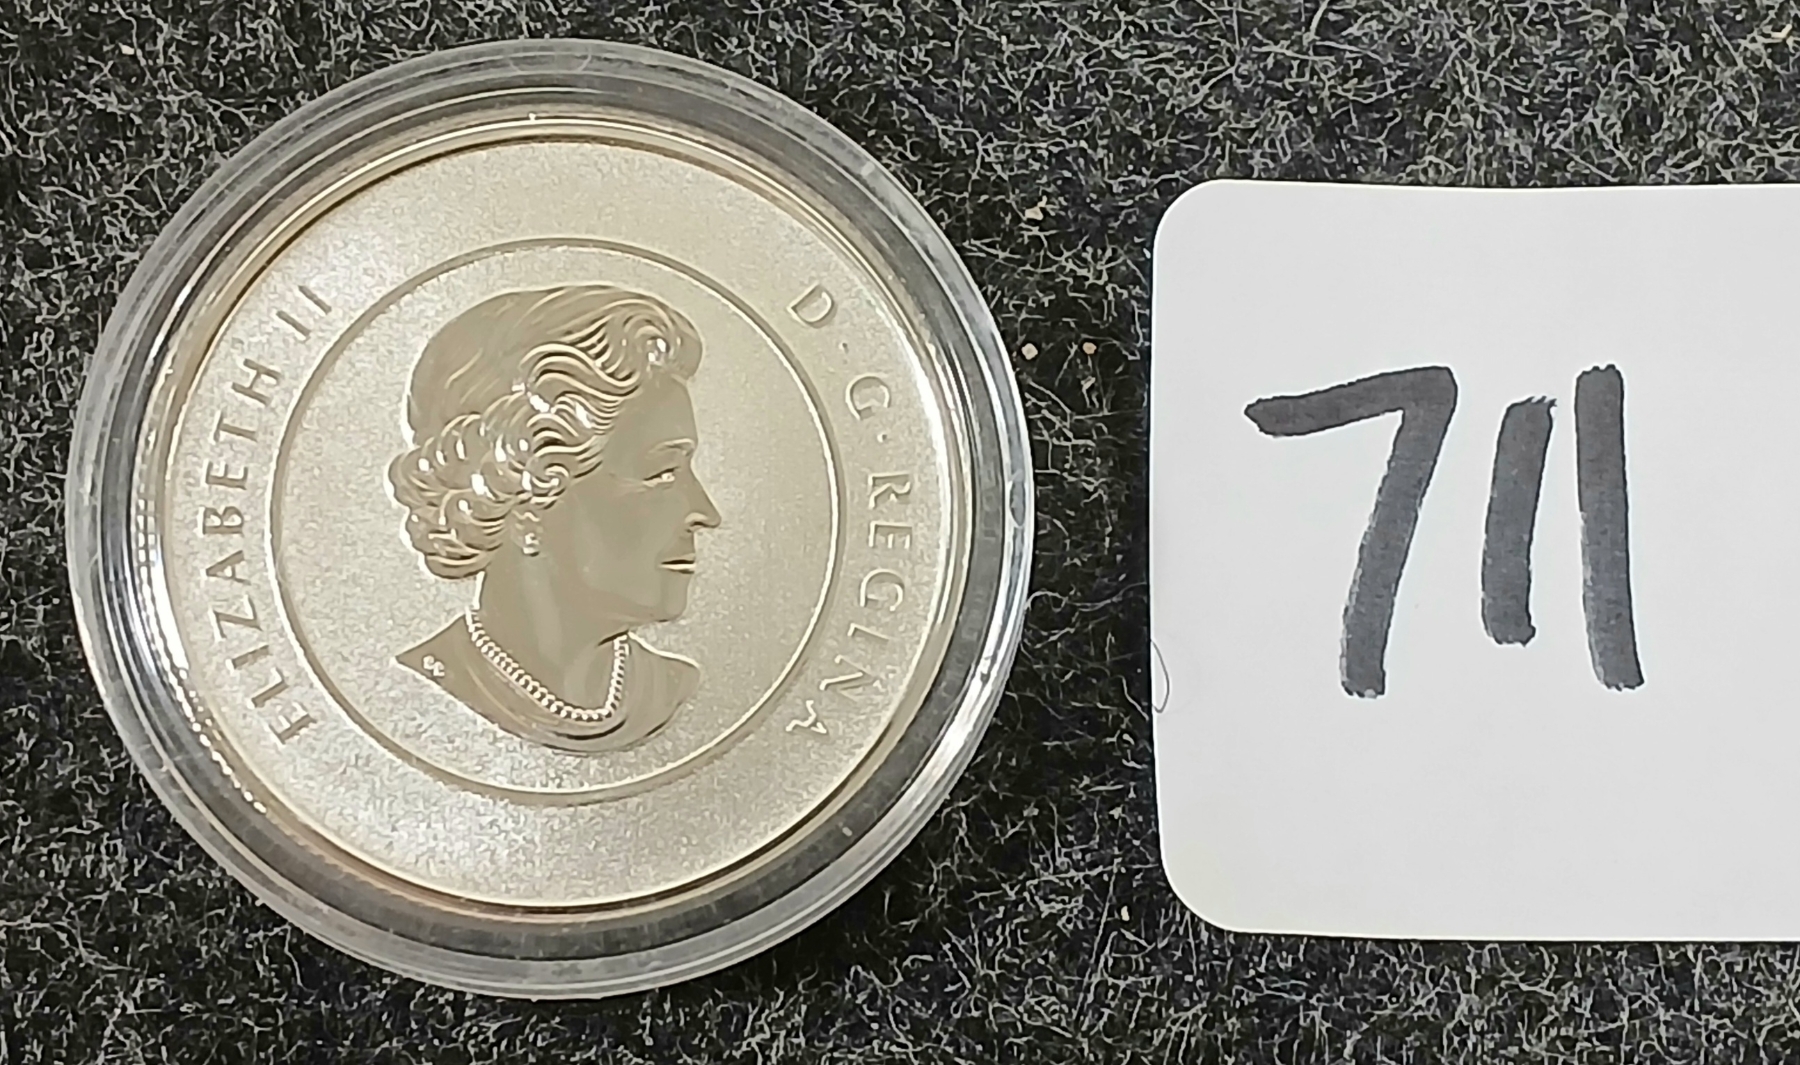 ELIZABETH II
D·G·REGINA
711